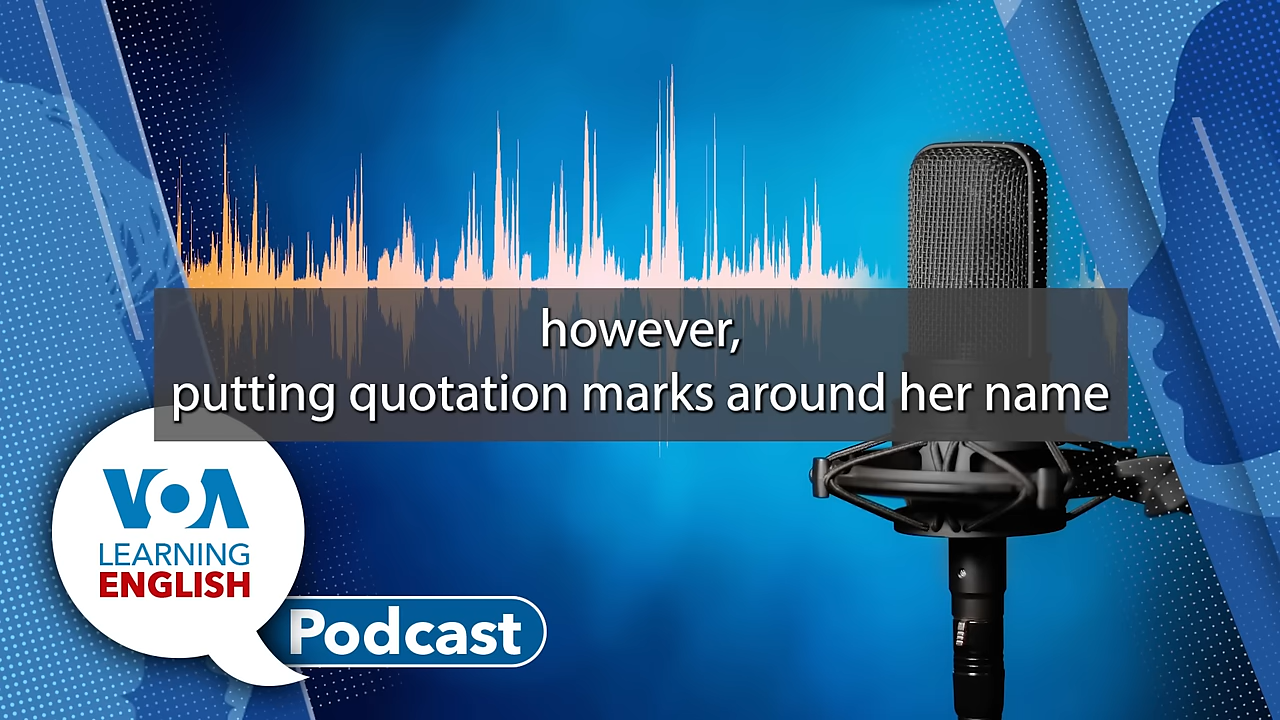 however,
putting quotation marks around her name
VOA
LEARNING
ENGLISH
Podcast